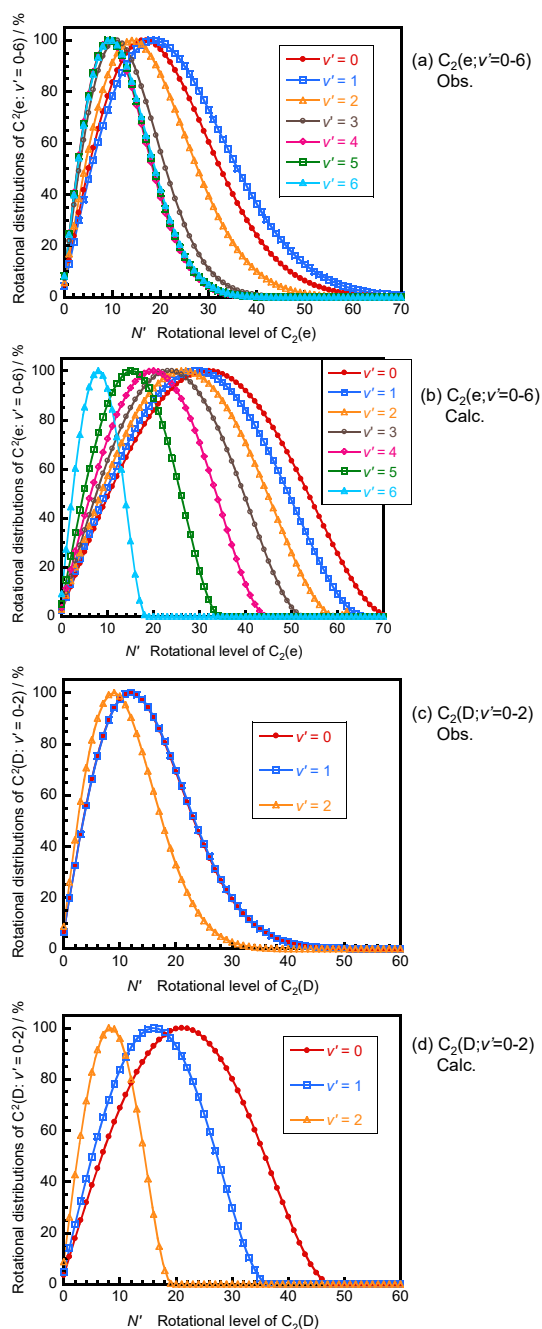 Rotational distributions of C²(e: v' = 0-6) / %
100
80
60
40
20
0
v' = 0
v' = 1
v' = 2
v' = 3
v' = 4
v' = 5
v' = 6
0 10 20 30 40 50 60 70
N' Rotational level of C₂(e)
(a) C₂(e;v'=0-6)
Obs.
Rotational distributions of C²(e: v' = 0-6) / %
100
80
60
40
20
0
v' = 0
v' = 1
v' = 2
v' = 3
v' = 4
v' = 5
v' = 6
0 10 20 30 40 50 60 70
N' Rotational level of C₂(e)
(b) C₂(e;v'=0-6)
Calc.
Rotational distributions of C²(D: v' = 0-2) / %
100
80
60
40
20
0
v' = 0
v' = 1
v' = 2
0 10 20 30 40 50 60
N' Rotational level of C₂(D)
(c) C₂(D;v'=0-2)
Obs.
Rotational distributions of C²(D: v' = 0-2) / %
100
80
60
40
20
0
v' = 0
v' = 1
v' = 2
0 10 20 30 40 50 60
N' Rotational level of C₂(D)
(d) C₂(D;v'=0-2)
Calc.